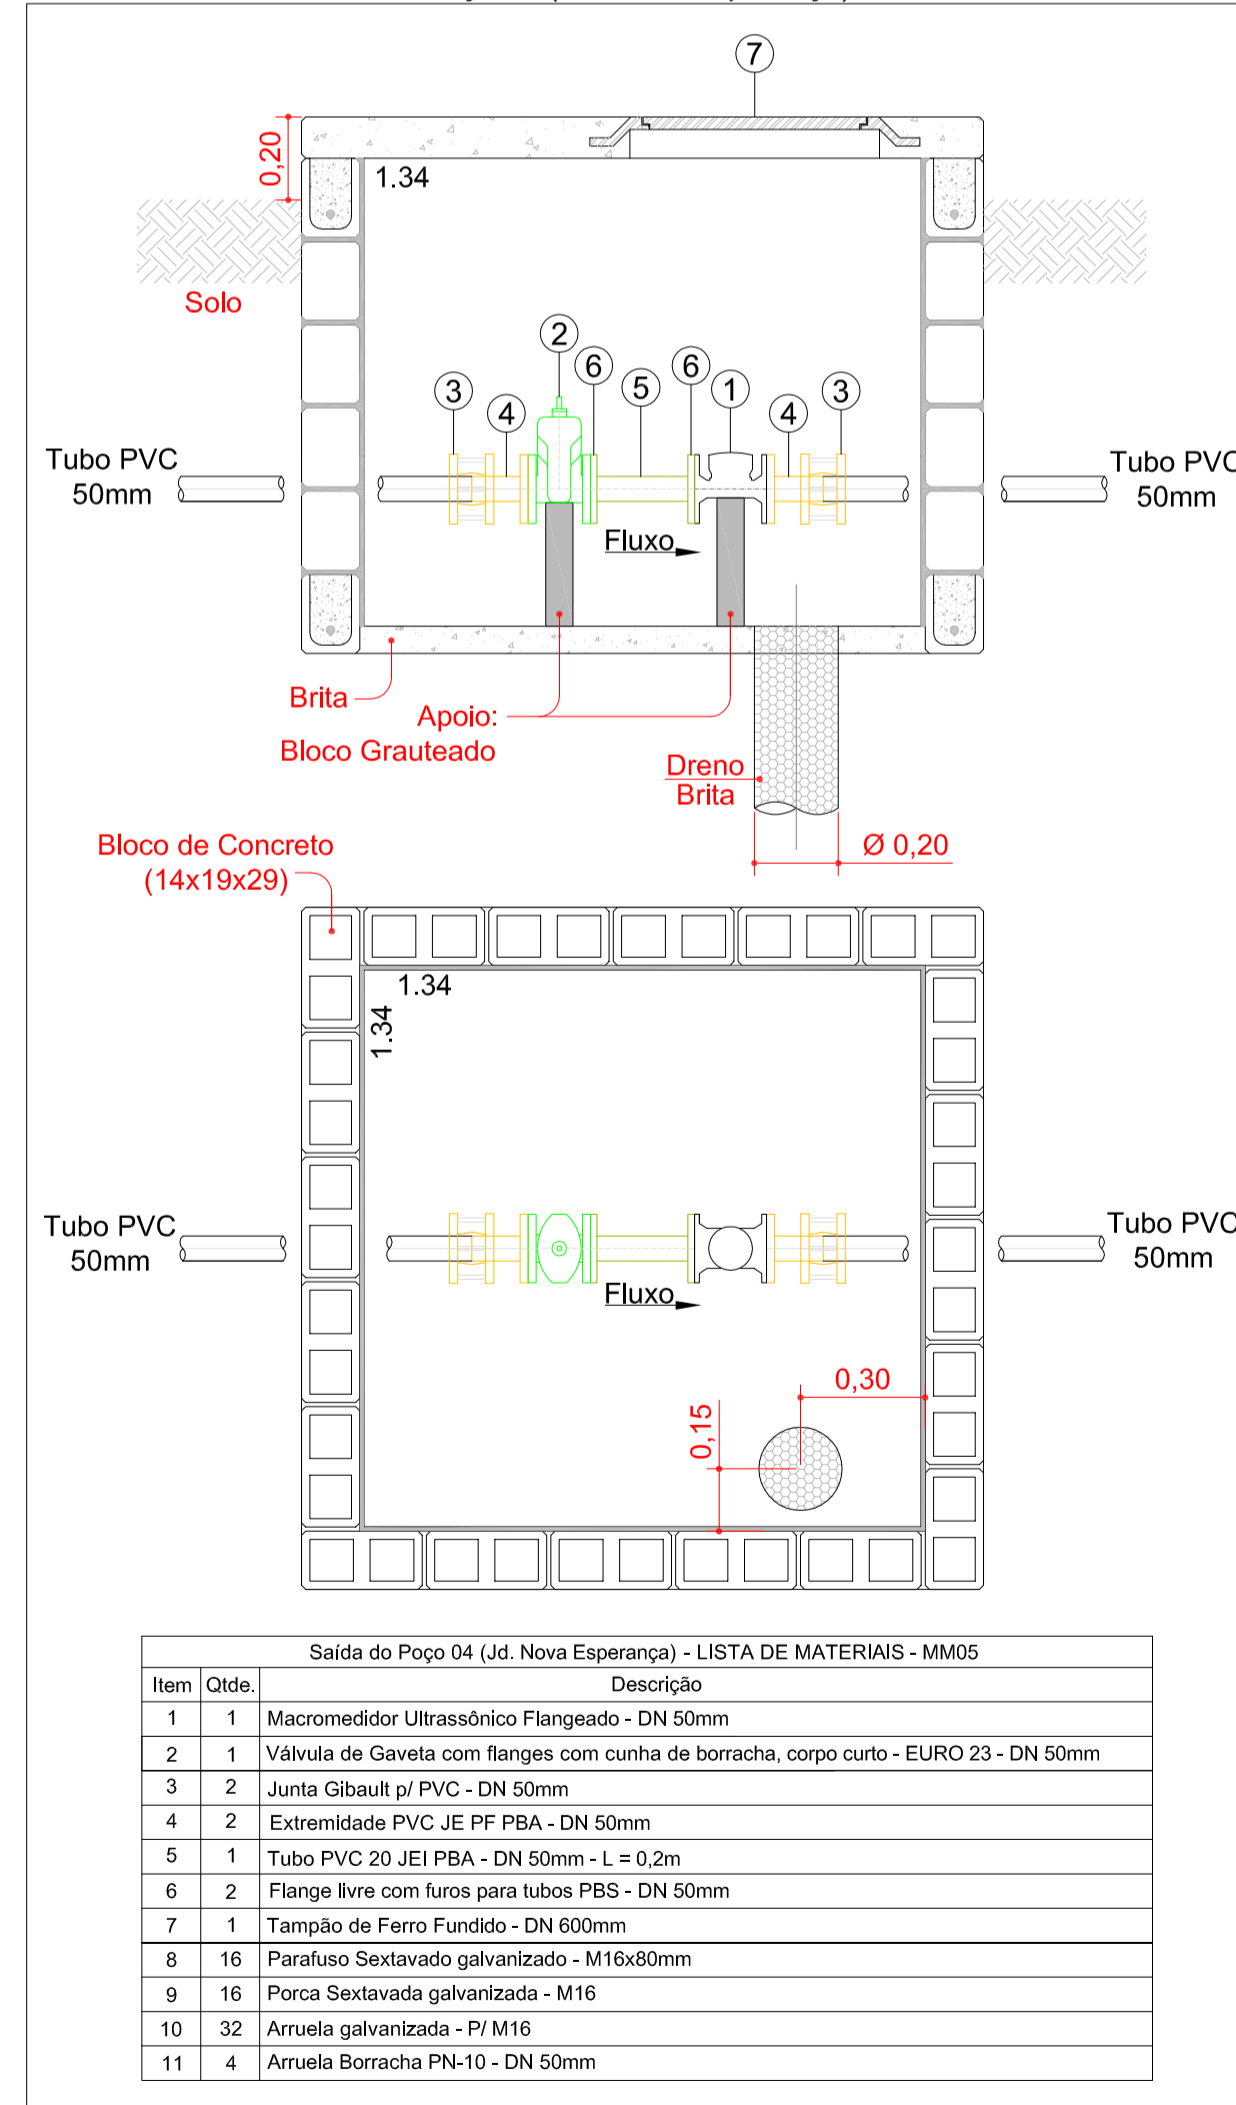 7
0,20
1.34
Solo
2
6
6
3
5
1
3
4
4
Tubo PVC
50mm
Tubo PVC
50mm
Fluxo
Brita
Apoio:
Bloco Grauteado
Dreno
Brita
Ø 0,20
Bloco de Concreto
(14x19x29)
1.34
1.34
Tubo PVC
50mm
Tubo PVC
50mm
Fluxo
0,30
0,15
Saída do Poço 04 (Jd. Nova Esperança) - LISTA DE MATERIAIS - MM05
Item Qtde. Descrição
1 1 Macromedidor Ultrassônico Flangeado - DN 50mm
2 1 Válvula de Gaveta com flanges com cunha de borracha, corpo curto - EURO 23 - DN 50mm
3 2 Junta Gibault p/ PVC - DN 50mm
4 2 Extremidade PVC JE PF PBA - DN 50mm
5 1 Tubo PVC 20 JEI PBA - DN 50mm - L = 0,2m
6 2 Flange livre com furos para tubos PBS - DN 50mm
7 1 Tampão de Ferro Fundido - DN 600mm
8 16 Parafuso Sextavado galvanizado - M16x80mm
9 16 Porca Sextavada galvanizada - M16
10 32 Arruela galvanizada - P/ M16
11 4 Arruela Borracha PN-10 - DN 50mm